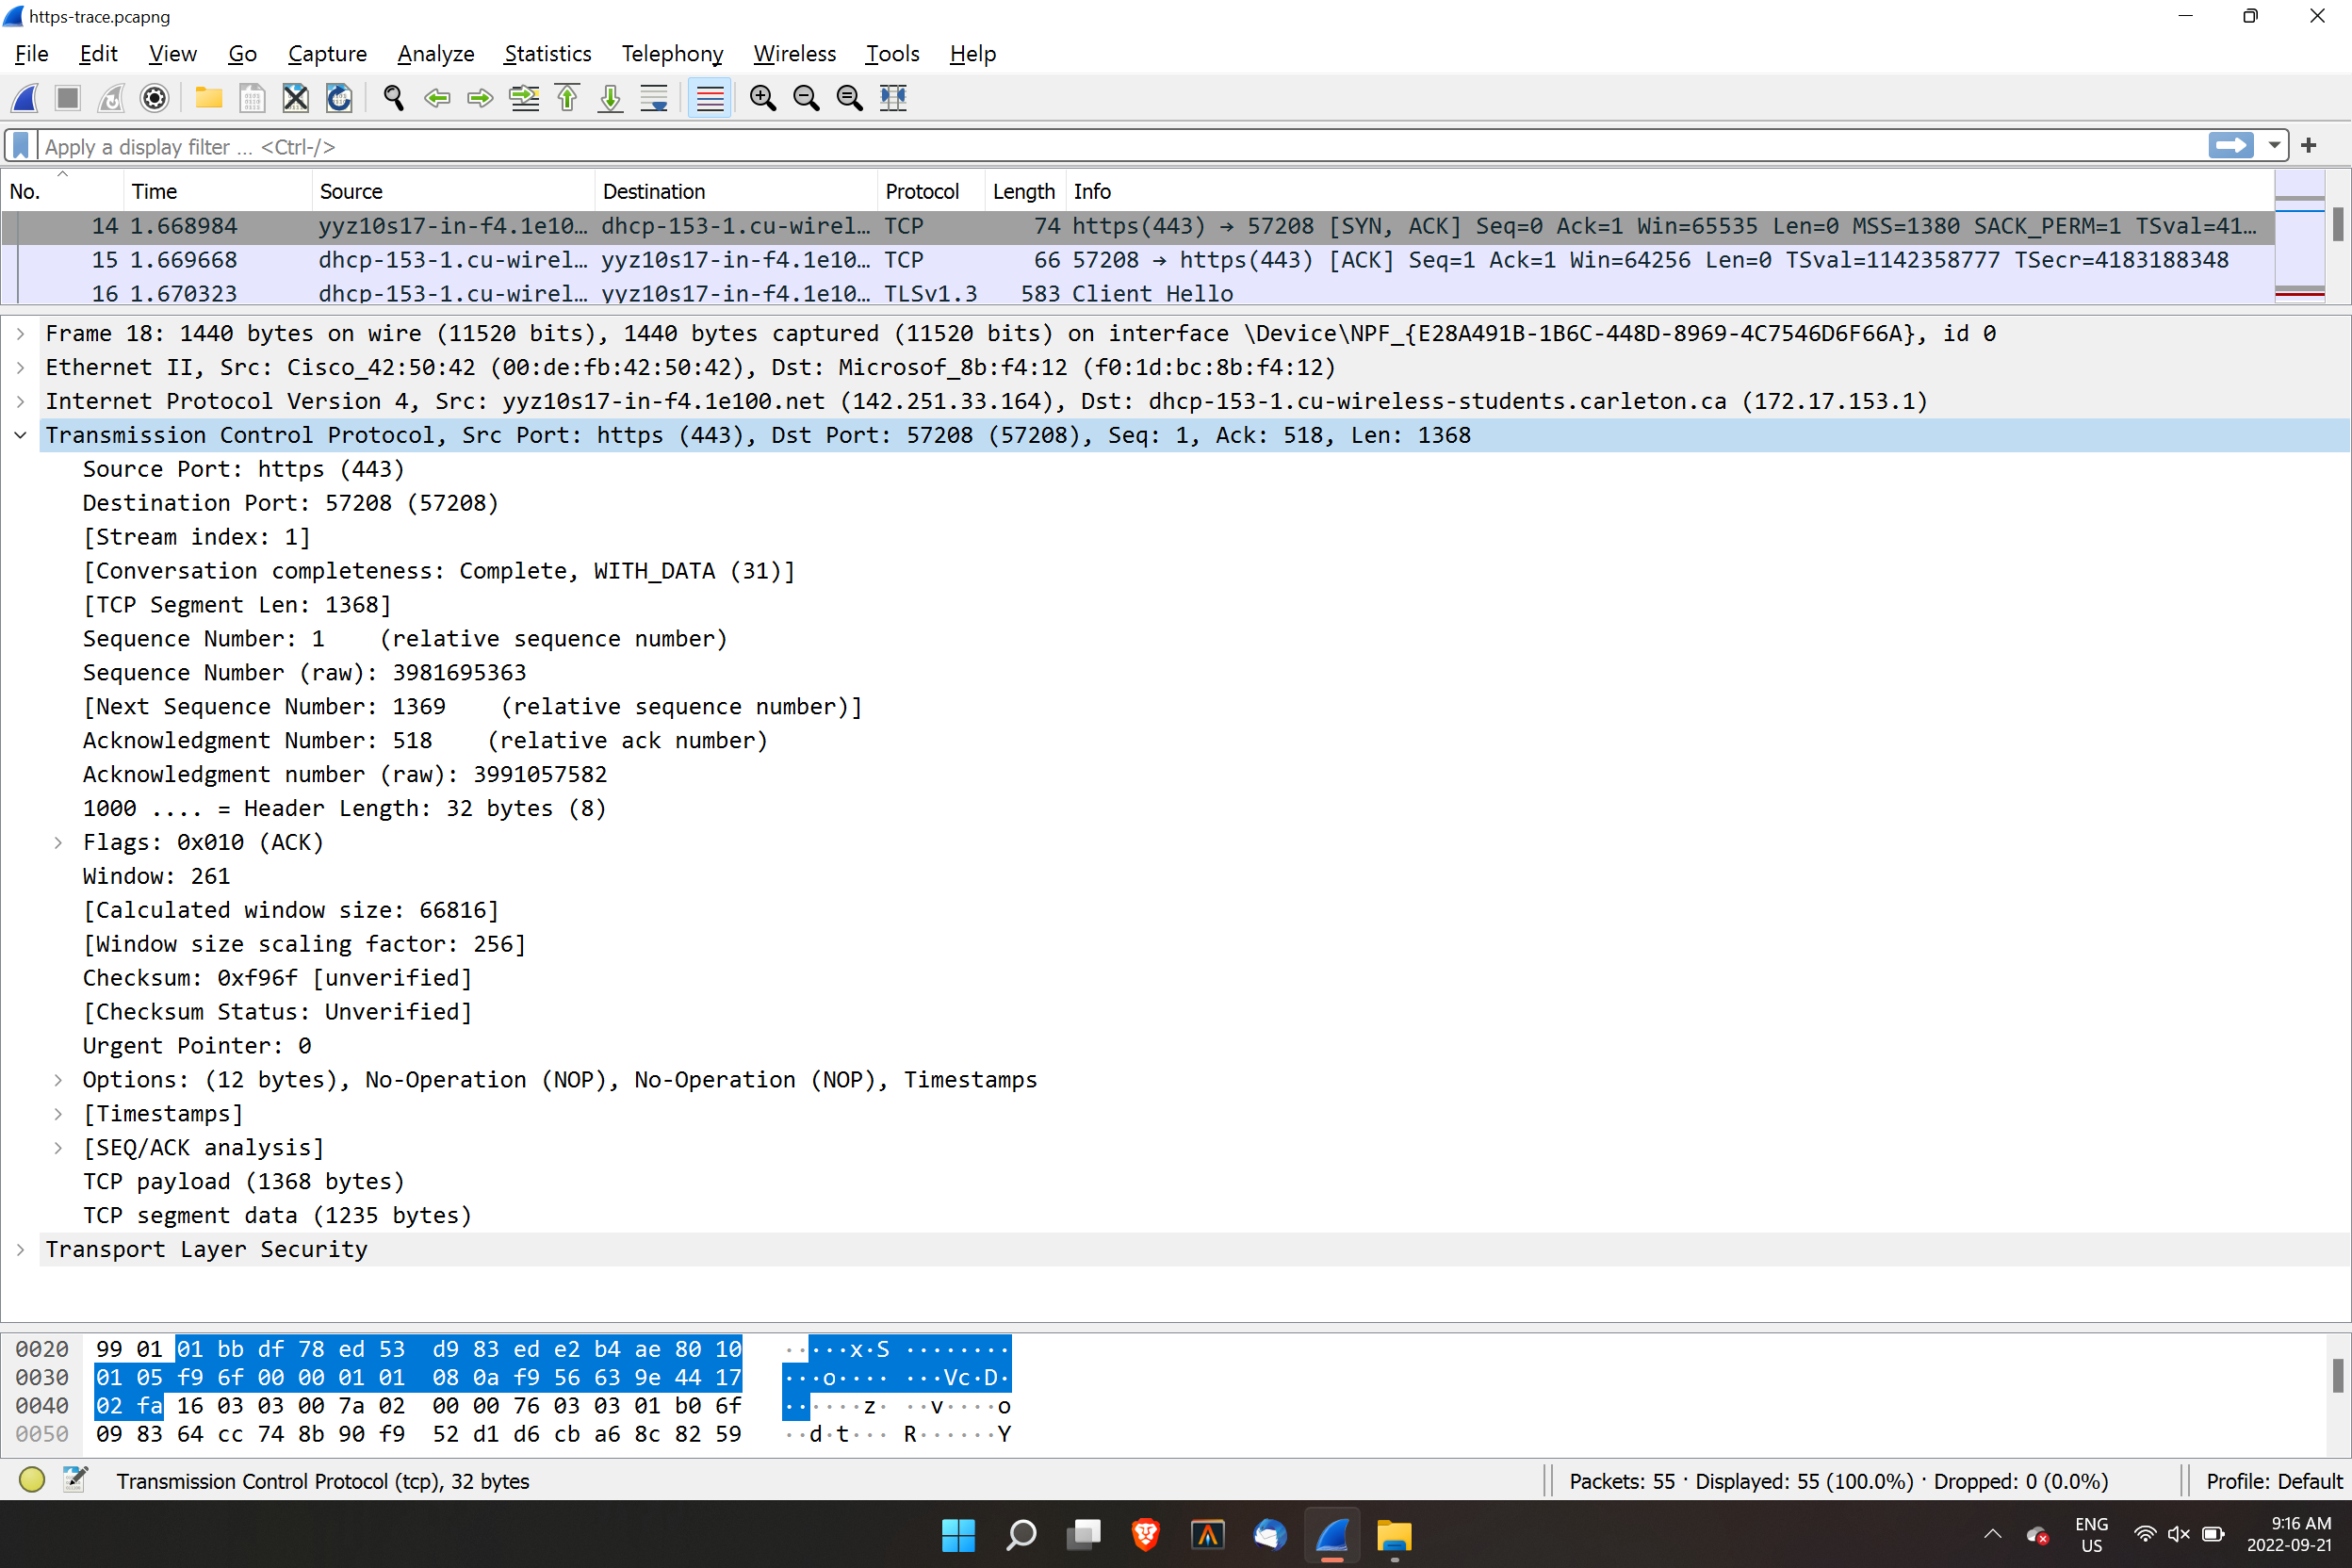 https-trace.pcapng
File Edit View Go Capture Analyze Statistics Telephony Wireless Tools Help
Apply a display filter ... <Ctrl-/>
No. Time Source Destination Protocol Length Info
14 1.668984 yyz10s17-in-f4.1e10… dhcp-153-1.cu-wirel… TCP 74 https(443) → 57208 [SYN, ACK] Seq=0 Ack=1 Win=65535 Len=0 MSS=1380 SACK_PERM=1 TSval=41…
15 1.669668 dhcp-153-1.cu-wirel… yyz10s17-in-f4.1e10… TCP 66 57208 → https(443) [ACK] Seq=1 Ack=1 Win=64256 Len=0 TSval=1142358777 TSecr=4183188348
16 1.670323 dhcp-153-1.cu-wirel… yyz10s17-in-f4.1e10… TLSv1.3 583 Client Hello
Frame 18: 1440 bytes on wire (11520 bits), 1440 bytes captured (11520 bits) on interface \Device\NPF_{E28A491B-1B6C-448D-8969-4C7546D6F66A}, id 0
Ethernet II, Src: Cisco_42:50:42 (00:de:fb:42:50:42), Dst: Microsof_8b:f4:12 (f0:1d:bc:8b:f4:12)
Internet Protocol Version 4, Src: yyz10s17-in-f4.1e100.net (142.251.33.164), Dst: dhcp-153-1.cu-wireless-students.carleton.ca (172.17.153.1)
Transmission Control Protocol, Src Port: https (443), Dst Port: 57208 (57208), Seq: 1, Ack: 518, Len: 1368
Source Port: https (443)
Destination Port: 57208 (57208)
[Stream index: 1]
[Conversation completeness: Complete, WITH_DATA (31)]
[TCP Segment Len: 1368]
Sequence Number: 1    (relative sequence number)
Sequence Number (raw): 3981695363
[Next Sequence Number: 1369    (relative sequence number)]
Acknowledgment Number: 518    (relative ack number)
Acknowledgment number (raw): 3991057582
1000 .... = Header Length: 32 bytes (8)
Flags: 0x010 (ACK)
Window: 261
[Calculated window size: 66816]
[Window size scaling factor: 256]
Checksum: 0xf96f [unverified]
[Checksum Status: Unverified]
Urgent Pointer: 0
Options: (12 bytes), No-Operation (NOP), No-Operation (NOP), Timestamps
[Timestamps]
[SEQ/ACK analysis]
TCP payload (1368 bytes)
TCP segment data (1235 bytes)
Transport Layer Security
0020 99 01 01 bb df 78 ed 53 d9 83 ed e2 b4 ae 80 10 ·····x·S ········
0030 01 05 f9 6f 00 00 01 01 08 0a f9 56 63 9e 44 17 ···o···· ···Vc·D·
0040 02 fa 16 03 03 00 7a 02 00 00 76 03 03 01 b0 6f ······z· ··v····o
0050 09 83 64 cc 74 8b 90 f9 52 d1 d6 cb a6 8c 82 59 ··d·t··· R······Y
Transmission Control Protocol (tcp), 32 bytes Packets: 55 · Displayed: 55 (100.0%) · Dropped: 0 (0.0%) Profile: Default
ENG 9:16 AM
US 2022-09-21